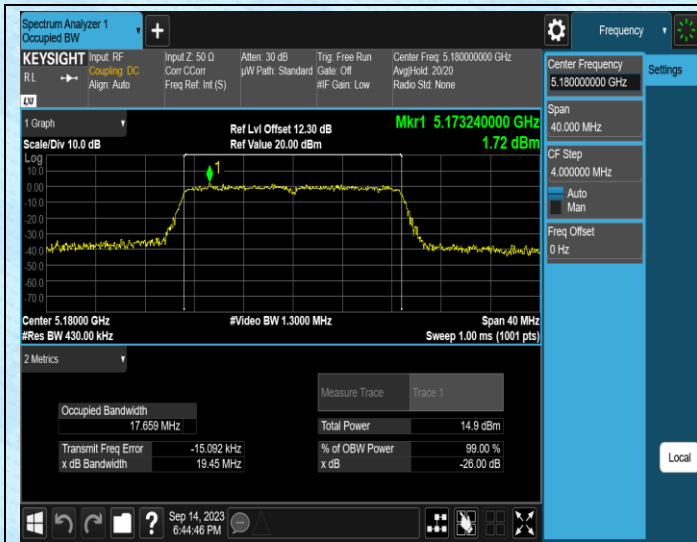 Spectrum Analyzer 1
Occupied BW
+
Frequency
KEYSIGHT
RL
LXI
Input: RF
Coupling: DC
Align: Auto
Input Z: 50 Ω
Corr CCorr
Freq Ref: Int (S)
Atten: 30 dB
µW Path: Standard
Trig: Free Run
Gate: Off
#IF Gain: Low
Center Freq: 5.180000000 GHz
Avg|Hold: 20/20
Radio Std: None
Center Frequency
5.180000000 GHz
Settings
Span
40.000 MHz
CF Step
4.000000 MHz
Auto
Man
Freq Offset
0 Hz
Local
1 Graph
Scale/Div 10.0 dB
Ref Lvl Offset 12.30 dB
Ref Value 20.00 dBm
Mkr1 5.173240000 GHz
1.72 dBm
Log
10.0
0.00
-10.0
-20.0
-30.0
-40.0
-50.0
-60.0
-70.0
1
Center 5.18000 GHz
#Res BW 430.00 kHz
#Video BW 1.3000 MHz
Span 40 MHz
Sweep 1.00 ms (1001 pts)
2 Metrics
Measure Trace
Trace 1
Occupied Bandwidth
17.659 MHz
Total Power
14.9 dBm
Transmit Freq Error
-15.092 kHz
% of OBW Power
99.00 %
x dB Bandwidth
19.45 MHz
x dB
-26.00 dB
?
Sep 14, 2023
6:44:46 PM